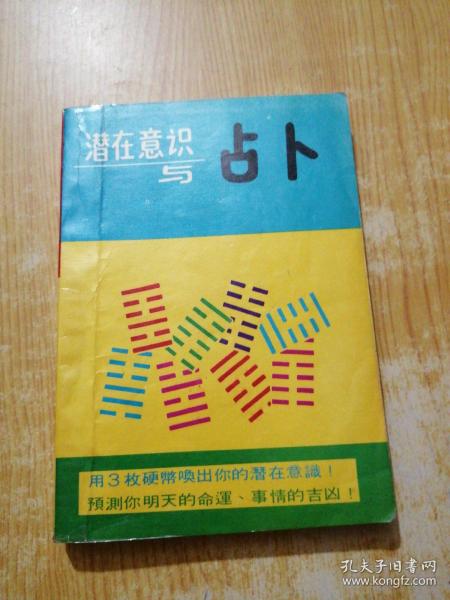 潜在意识
与 占卜
用3枚硬幣喚出你的潛在意識！
預測你明天的命運、事情的吉凶！
孔夫子旧书网
www.kongfz.com